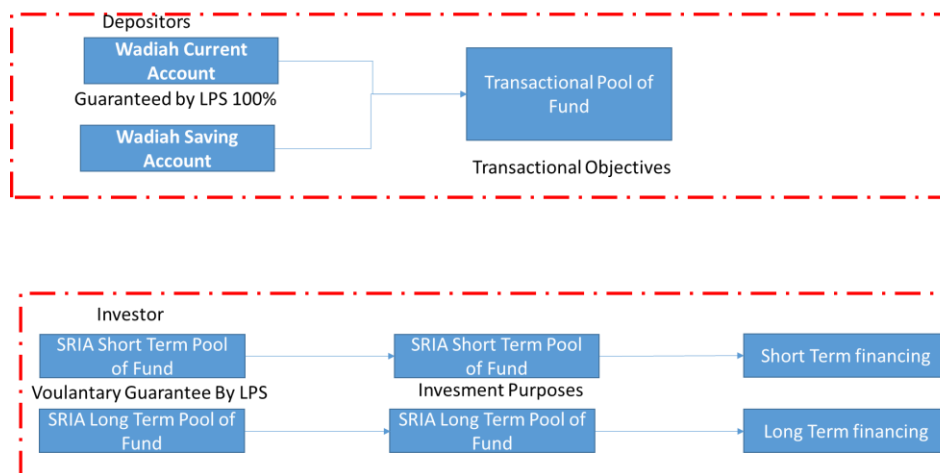 Depositors
Wadiah Current
Account
Guaranteed by LPS 100%
Wadiah Saving
Account
Transactional Pool of
Fund
Transactional Objectives
Investor
SRIA Short Term Pool
of Fund
SRIA Short Term Pool of
Fund
Short Term financing
Voulantary Guarantee By LPS
Invesment Purposes
SRIA Long Term Pool of
Fund
SRIA Long Term Pool of
Fund
Long Term financing